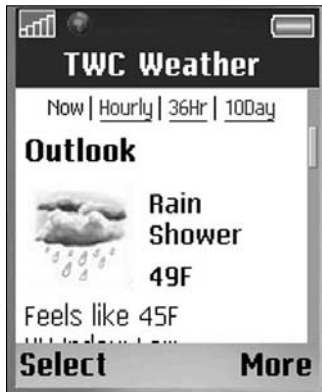 TWC Weather
Now | Hourly | 36Hr | 10Day
Outlook
Rain
Shower
49F
Feels like 45F
Select More